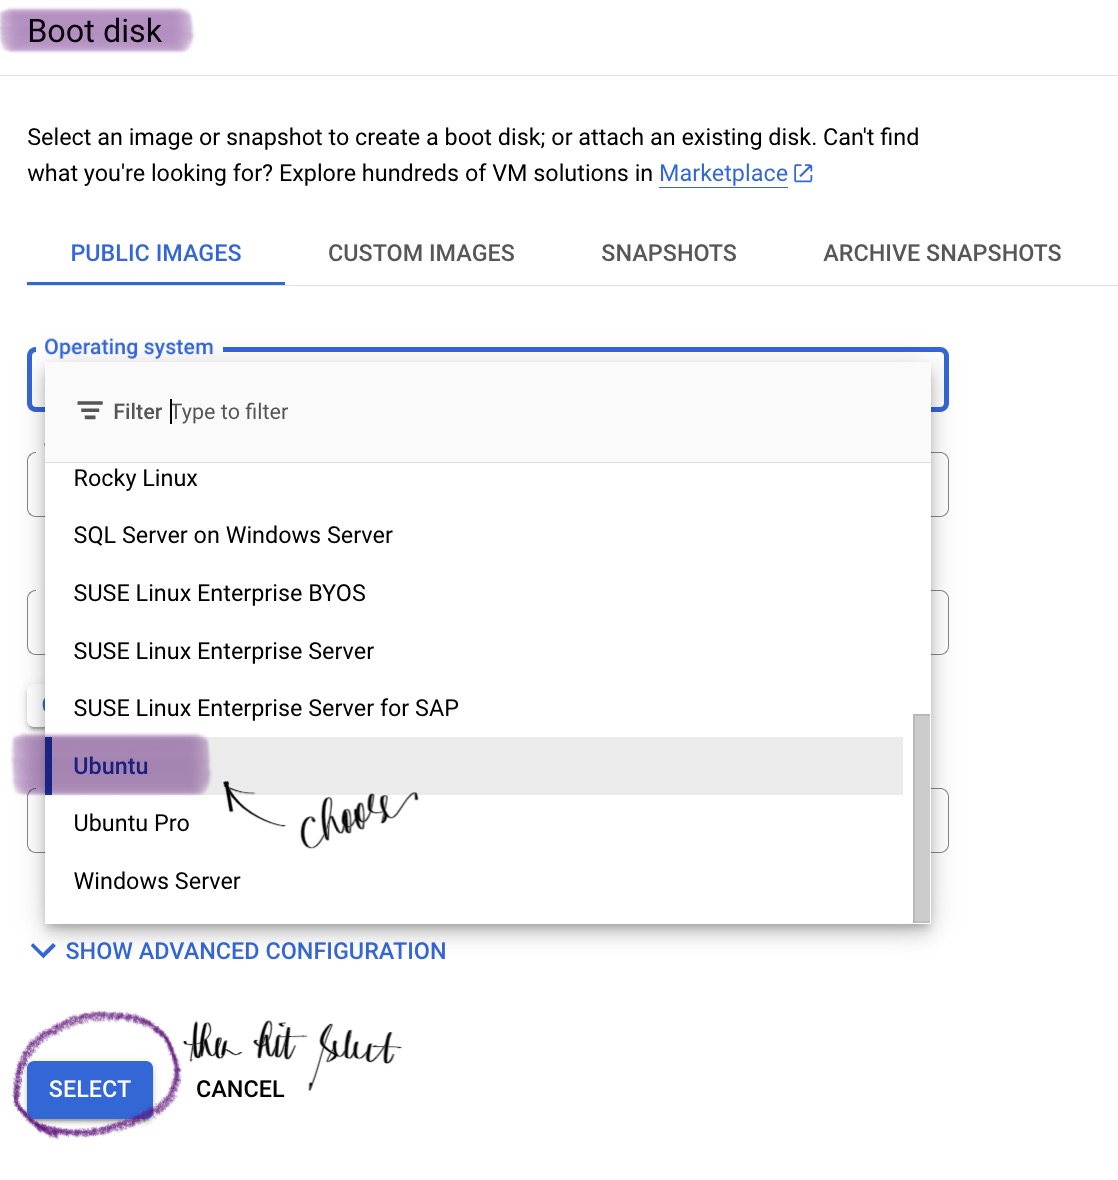 Boot disk
Select an image or snapshot to create a boot disk; or attach an existing disk. Can't find
what you're looking for? Explore hundreds of VM solutions in Marketplace
PUBLIC IMAGES
CUSTOM IMAGES
SNAPSHOTS
ARCHIVE SNAPSHOTS
Operating system
Filter Type to filter
Rocky Linux
SQL Server on Windows Server
SUSE Linux Enterprise BYOS
SUSE Linux Enterprise Server
SUSE Linux Enterprise Server for SAP
Ubuntu
choose
Ubuntu Pro
Windows Server
SHOW ADVANCED CONFIGURATION
then hit select
SELECT
CANCEL